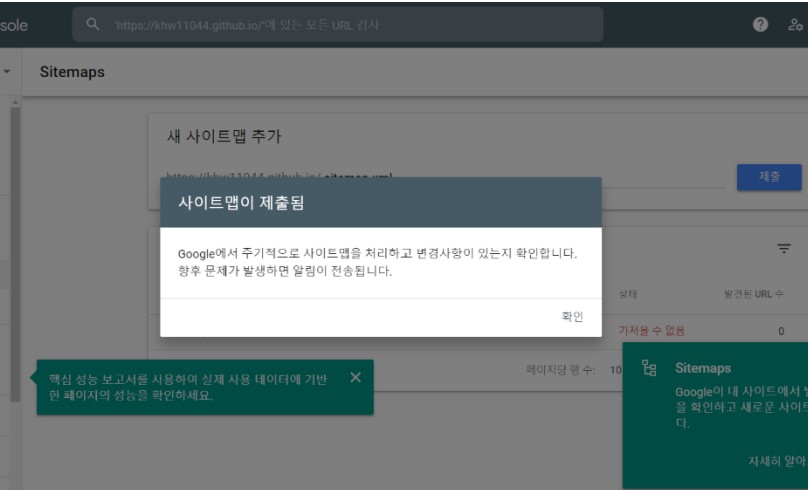 sole
'https://khw11044.github.io/'에 있는 모든 URL 검사
Sitemaps
새 사이트맵 추가
https://khw11044.github.io/ sitemap.xml
제출
사이트맵이 제출됨
Google에서 주기적으로 사이트맵을 처리하고 변경사항이 있는지 확인합니다.
향후 문제가 발생하면 알림이 전송됩니다.
확인
상태
발견된 URL 수
가져올 수 없음
0
페이지당 행 수: 10
핵심 성능 보고서를 사용하여 실제 사용 데이터에 기반
한 페이지의 성능을 확인하세요.
Sitemaps
Google이 내 사이트에서
을 확인하고 새로운 사이트
다.
자세히 알아